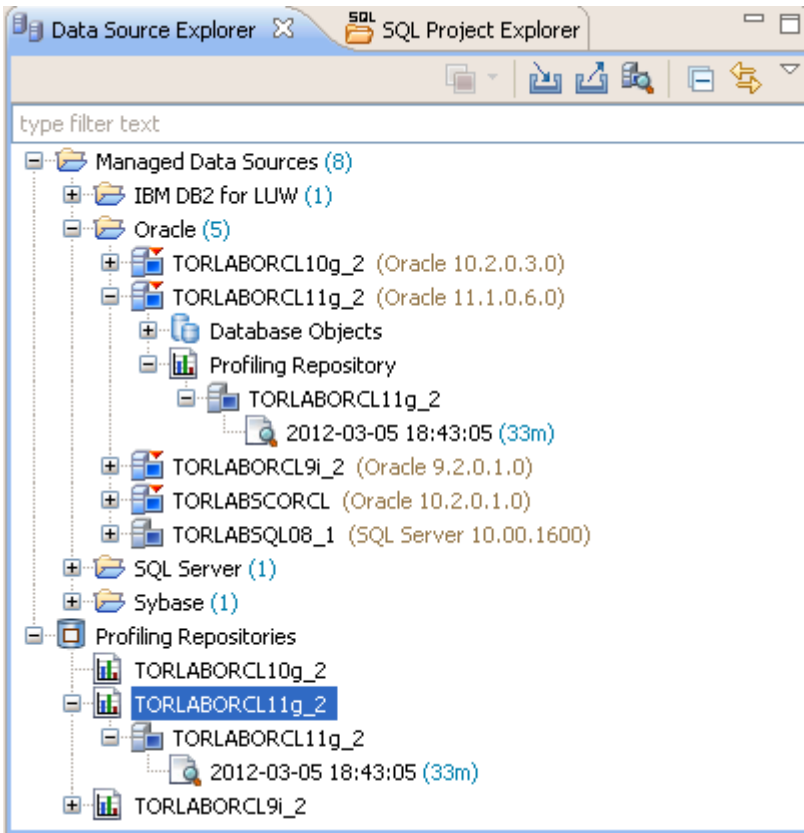 Data Source Explorer
SQL SQL Project Explorer
type filter text
Managed Data Sources (8)
IBM DB2 for LUW (1)
Oracle (5)
TORLABORCL10g_2 (Oracle 10.2.0.3.0)
TORLABORCL11g_2 (Oracle 11.1.0.6.0)
Database Objects
Profiling Repository
TORLABORCL11g_2
2012-03-05 18:43:05 (33m)
TORLABORCL9i_2 (Oracle 9.2.0.1.0)
TORLABSCORCL (Oracle 10.2.0.1.0)
TORLABSQL08_1 (SQL Server 10.00.1600)
SQL Server (1)
Sybase (1)
Profiling Repositories
TORLABORCL10g_2
TORLABORCL11g_2
TORLABORCL11g_2
2012-03-05 18:43:05 (33m)
TORLABORCL9i_2